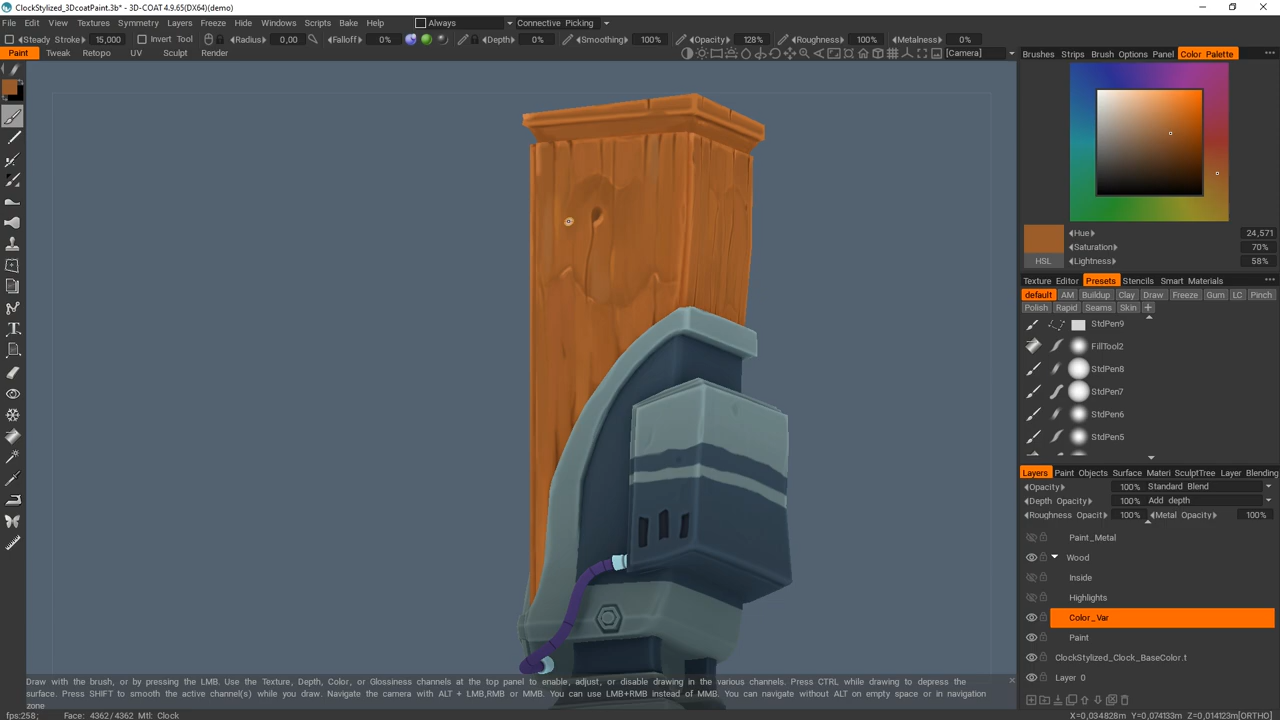 ClockStylized_3DcoatPaint.3b* - 3D-COAT 4.9.65(DX64)(demo)
File Edit View Textures Symmetry Layers Freeze Hide Windows Scripts Bake Help Always Connective Picking
Steady Stroke 15,000 Invert Tool Radius 0,00 Falloff 0% Depth 0% Smoothing 100% Opacity 128% Roughness 100% Metalness 0%
Paint Tweak Retopo UV Sculpt Render [Camera]
Brushes Strips Brush Options Panel Color Palette
Hue 24,571
Saturation 70%
HSL Lightness 58%
Texture Editor Presets Stencils Smart Materials
default AM Buildup Clay Draw Freeze Gum LC Pinch
Polish Rapid Seams Skin +
StdPen9
FillTool2
StdPen8
StdPen7
StdPen6
StdPen5
Layers Paint Objects Surface Materi SculptTree Layer Blending
Opacity 100% Standard Blend
Depth Opacity 100% Add depth
Roughness Opacit 100% Metal Opacity 100%
Paint_Metal
Wood
Inside
Highlights
Color_Var
Paint
ClockStylized_Clock_BaseColor.t
Layer 0
Draw with the brush, or by pressing the LMB. Use the Texture, Depth, Color, or Glossiness channels at the top panel to enable, adjust, or disable drawing in the various channels. Press CTRL while drawing to depress the
surface. Press SHIFT to smooth the active channel(s) while you draw. Navigate the camera with ALT + LMB,RMB or MMB. You can use LMB+RMB instead of MMB. You can navigate without ALT on empty space or in navigation
zone
fps:258; Face: 4362/4362 Mtl: Clock X=0,034828m Y=0,074133m Z=0,014123m[ORTHO]